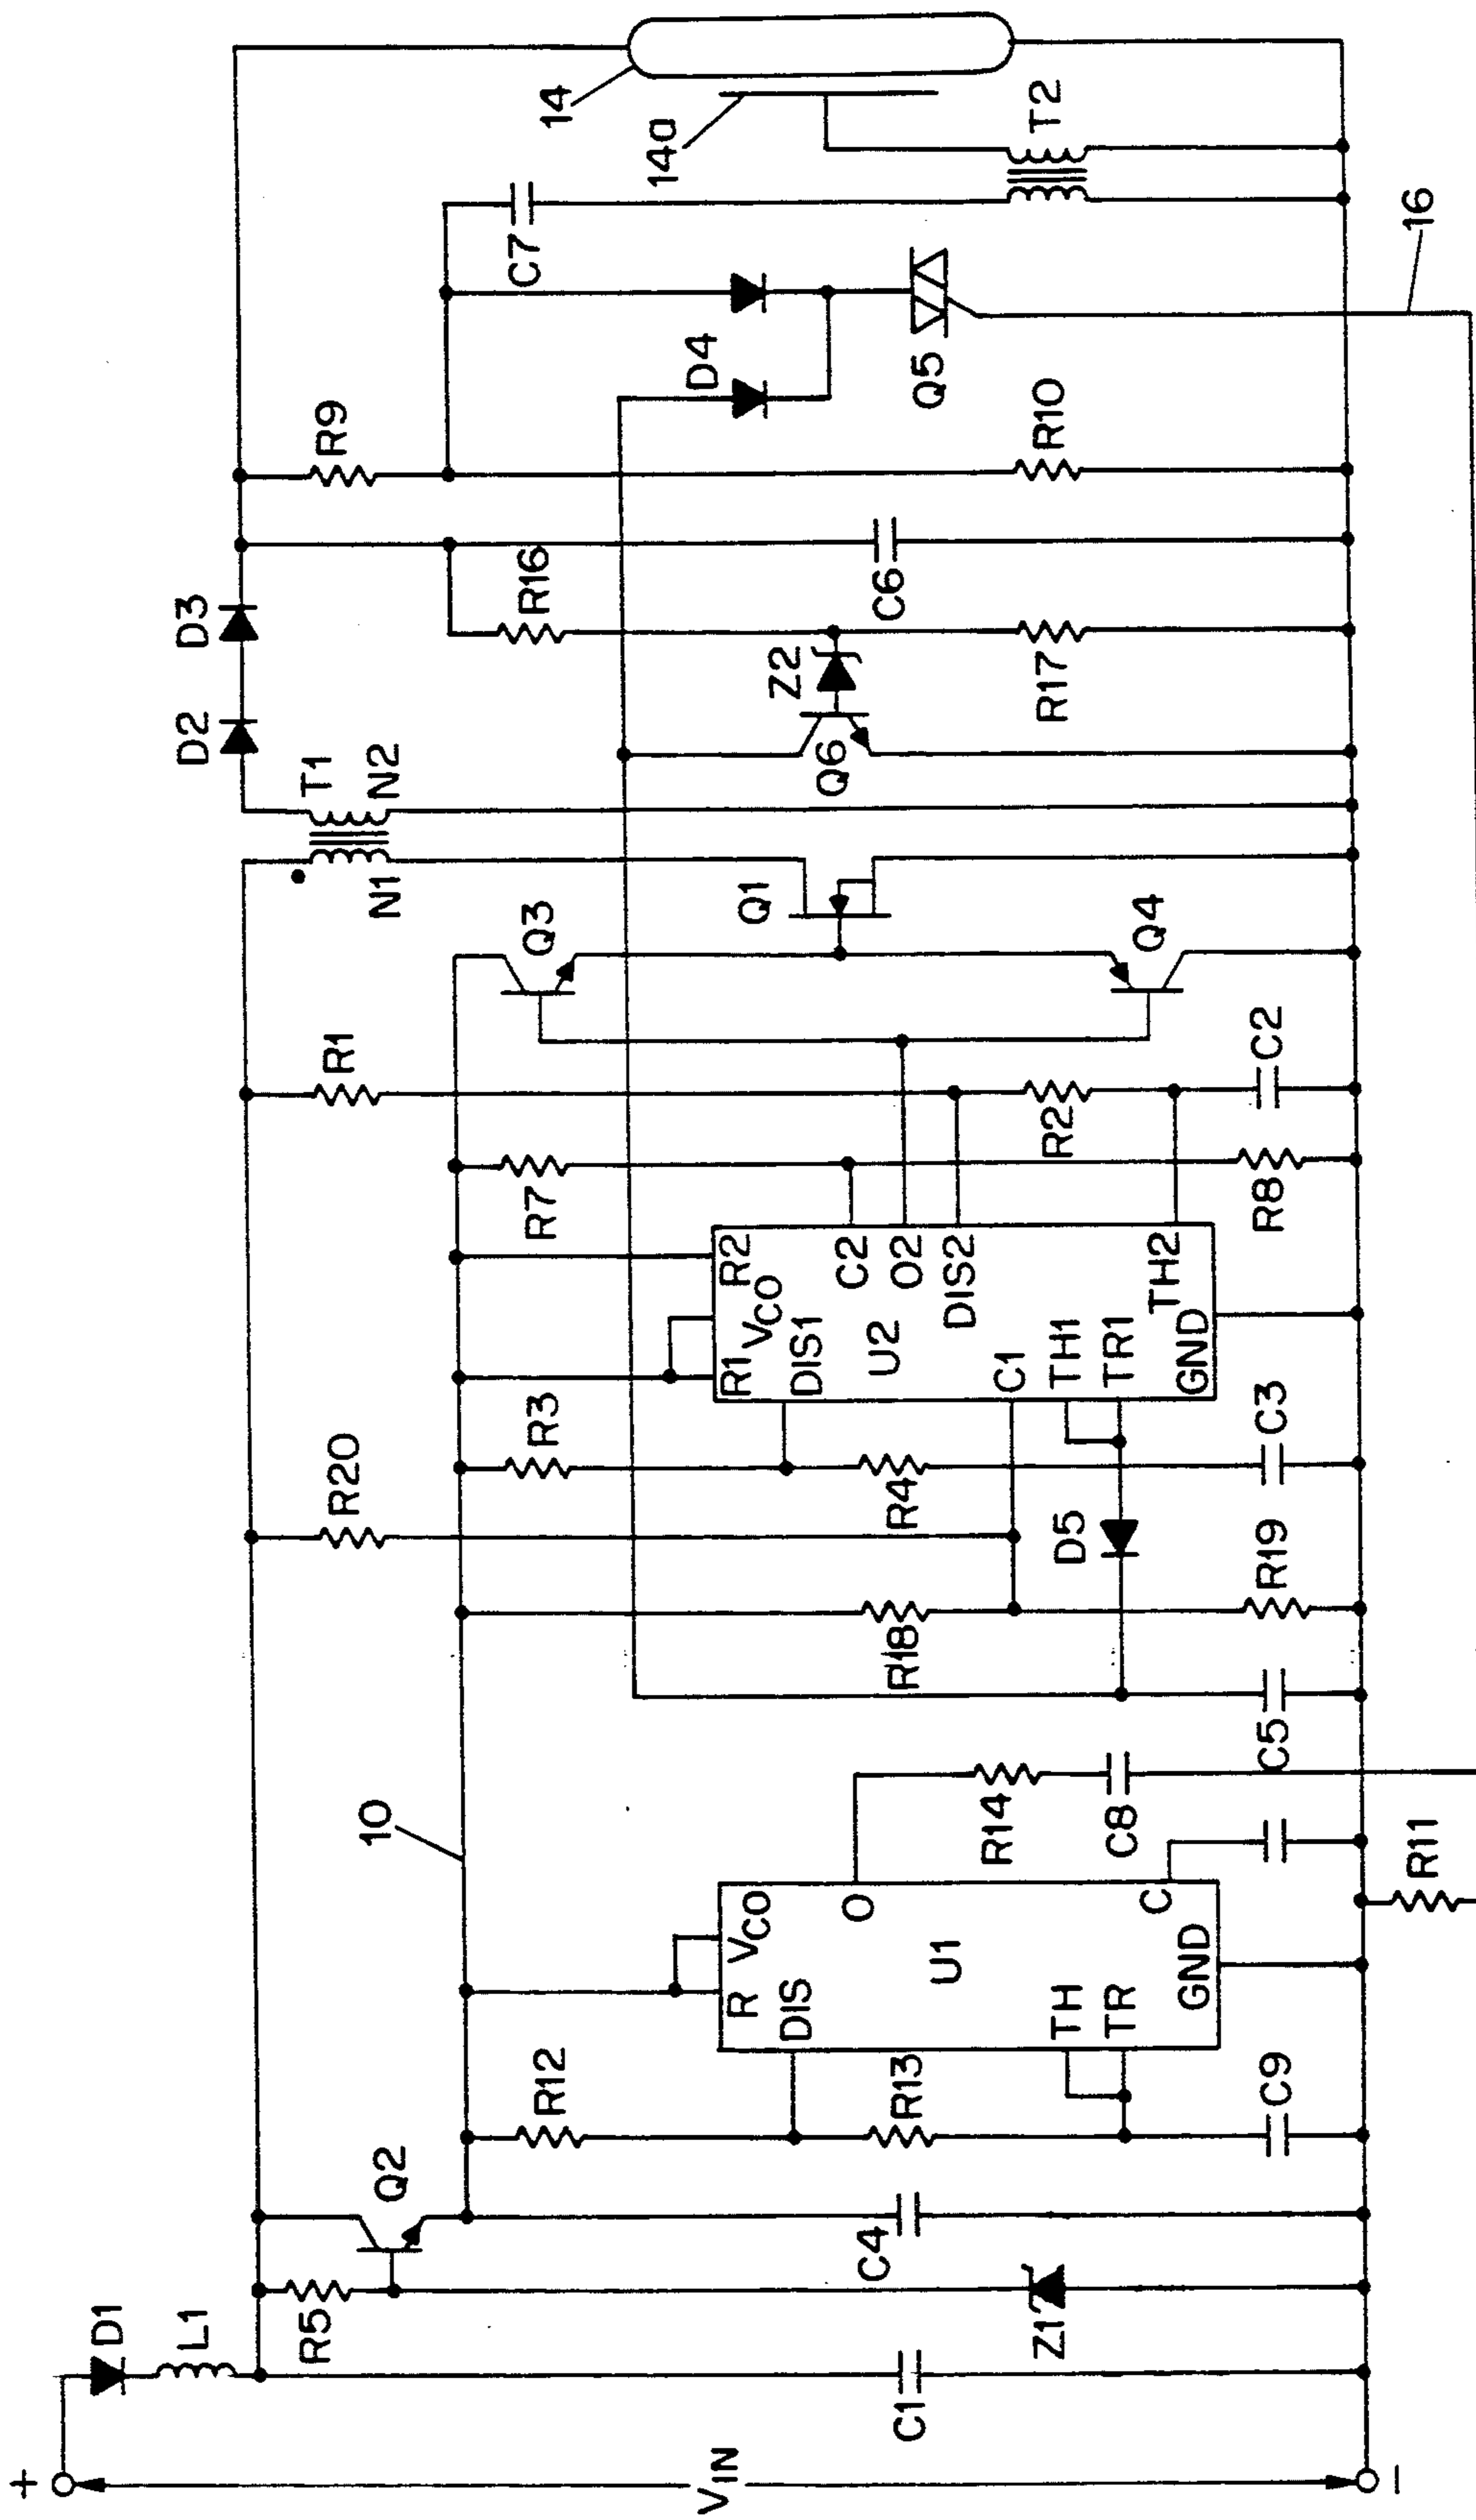 +
VIN
−
D1
L1
C1
R5
Z1
Q2
C4
R12
R13
C9
R
VCO
DIS
O
U1
TH
TR
C
GND
10
R14
C8
R11
C5
R18
R19
R20
D5
R3
R4
C3
R1
R2
VCO
DIS1
C2
O2
U2
DIS2
C1
TH1
TR1
TH2
GND
R7
R8
R1
R2
C2
Q3
Q4
Q1
N1
T1
N2
D2
D3
Q6
Z2
R16
R17
C6
R9
R10
D4
Q5
C7
T2
14
14a
16